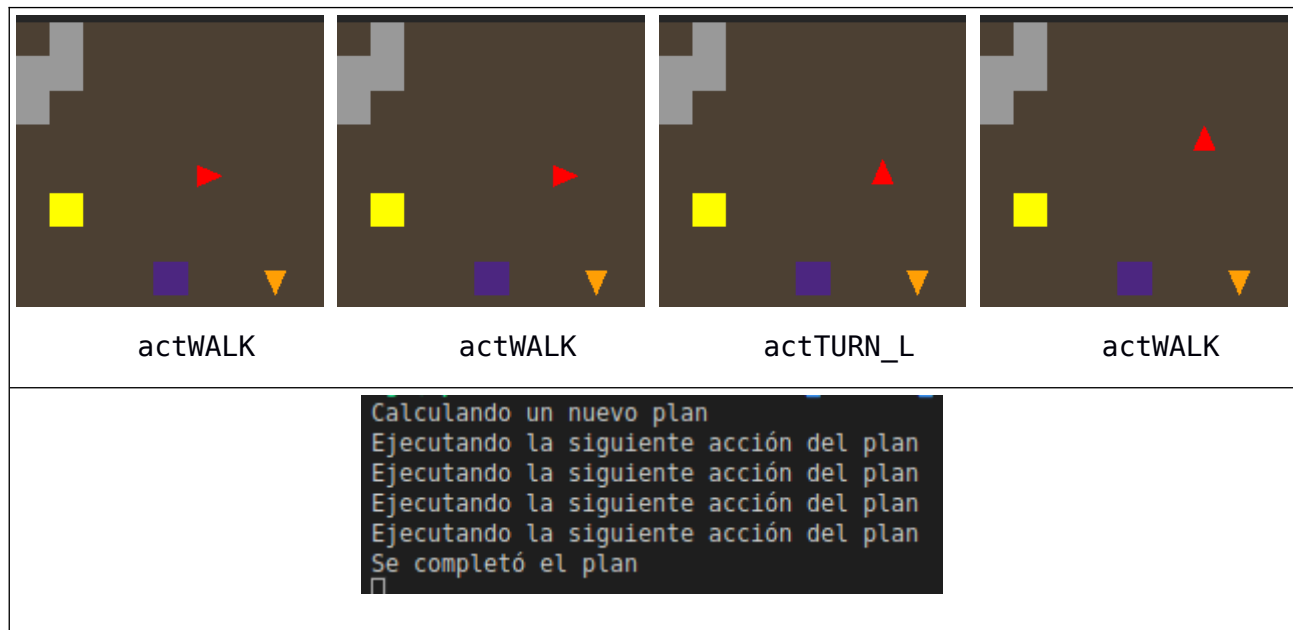 actWALK
actWALK
actTURN_L
actWALK
Calculando un nuevo plan
Ejecutando la siguiente acción del plan
Ejecutando la siguiente acción del plan
Ejecutando la siguiente acción del plan
Ejecutando la siguiente acción del plan
Se completó el plan